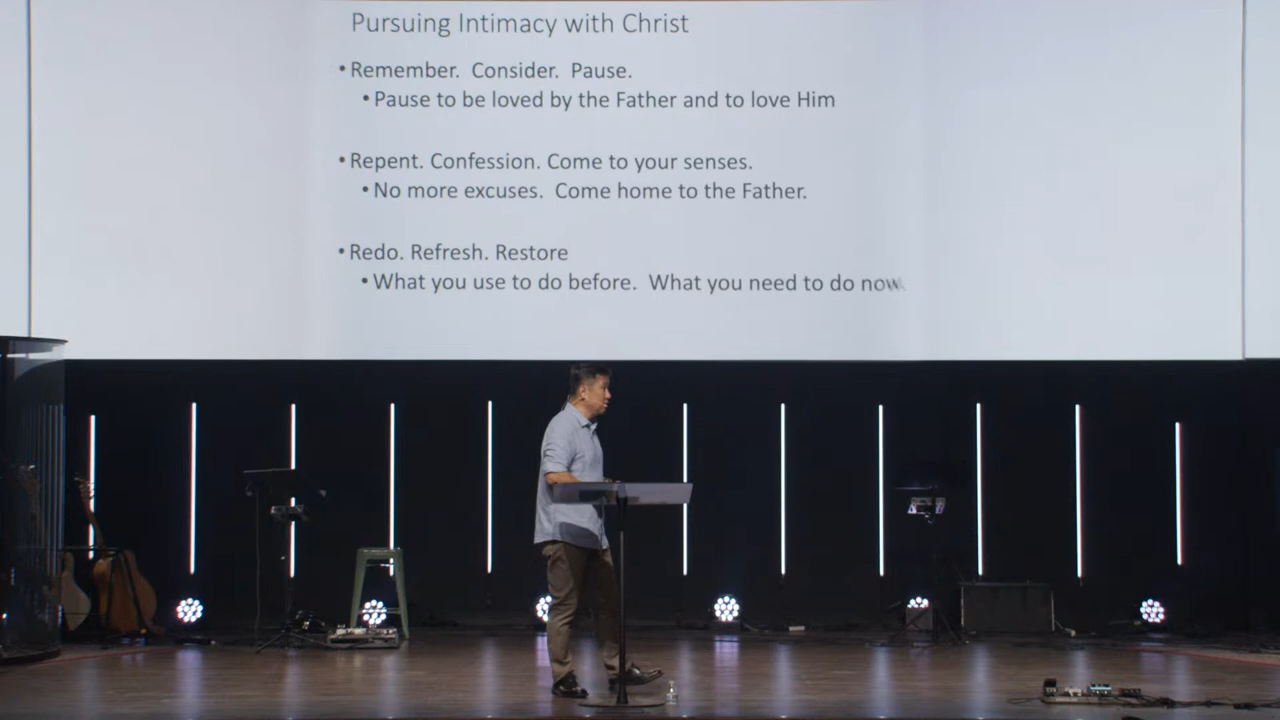 Pursuing Intimacy with Christ
•Remember. Consider. Pause.
•Pause to be loved by the Father and to love Him
•Repent. Confession. Come to your senses.
•No more excuses. Come home to the Father.
•Redo. Refresh. Restore
•What you use to do before. What you need to do now.